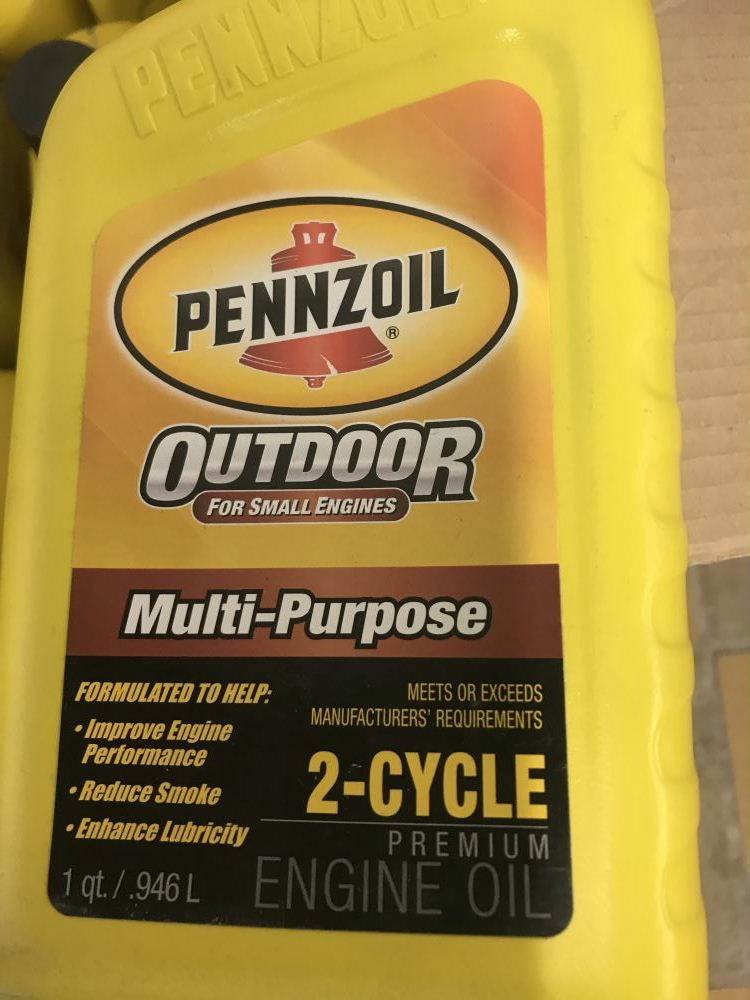 PENNZOIL
PENNZOIL®
OUTDOOR
FOR SMALL ENGINES
Multi-Purpose
FORMULATED TO HELP:
• Improve Engine
Performance
• Reduce Smoke
• Enhance Lubricity
1 qt. / .946 L
MEETS OR EXCEEDS
MANUFACTURERS' REQUIREMENTS
2-CYCLE
PREMIUM
ENGINE OIL